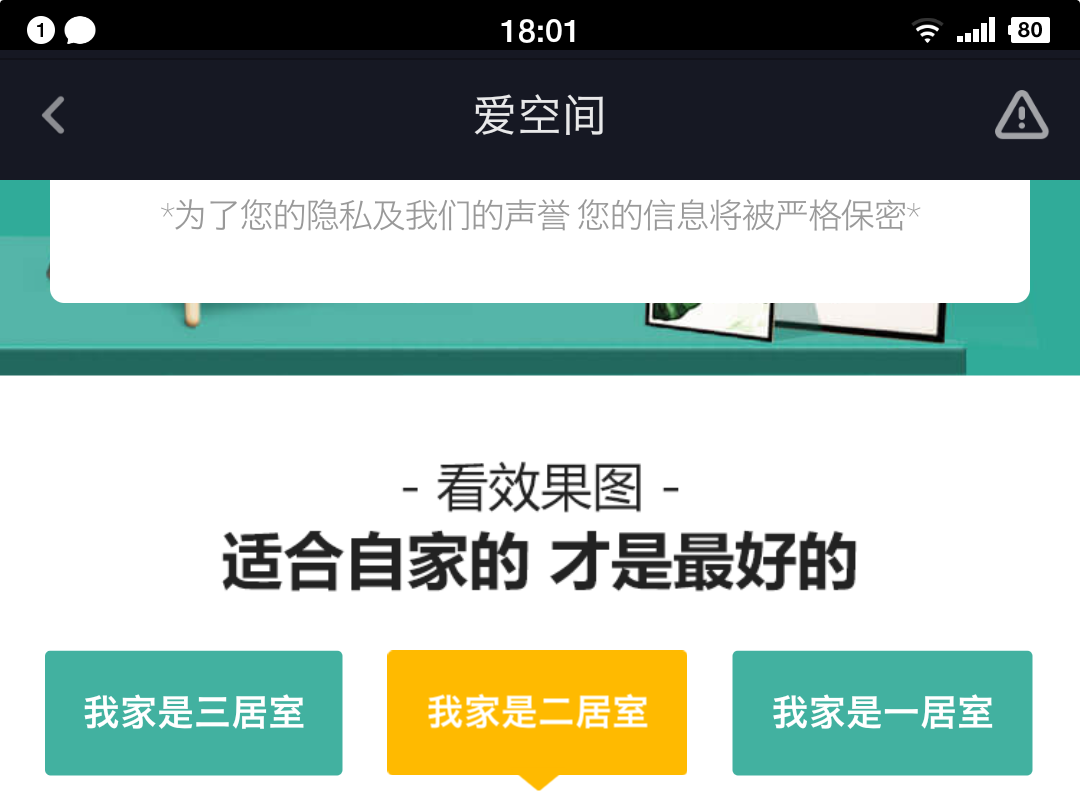 1
18:01
80
爱空间
*为了您的隐私及我们的声誉 您的信息将被严格保密*
- 看效果图 -
适合自家的 才是最好的
我家是三居室
我家是二居室
我家是一居室